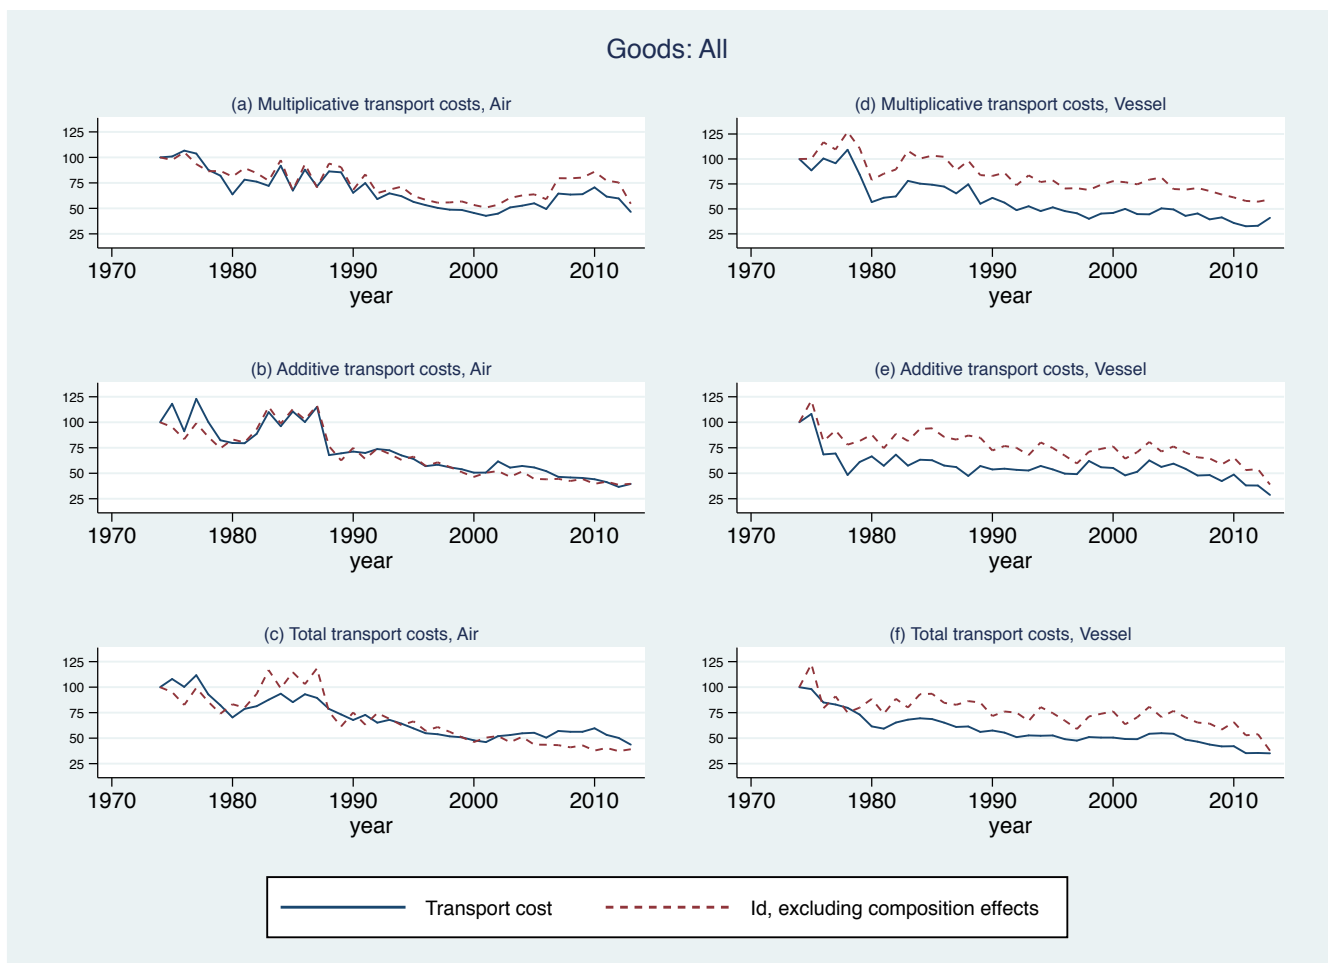 Goods: All
(a) Multiplicative transport costs, Air
125
100
75
50
25
1970 1980 1990 2000 2010
year
(d) Multiplicative transport costs, Vessel
125
100
75
50
25
1970 1980 1990 2000 2010
year
(b) Additive transport costs, Air
125
100
75
50
25
1970 1980 1990 2000 2010
year
(e) Additive transport costs, Vessel
125
100
75
50
25
1970 1980 1990 2000 2010
year
(c) Total transport costs, Air
125
100
75
50
25
1970 1980 1990 2000 2010
year
(f) Total transport costs, Vessel
125
100
75
50
25
1970 1980 1990 2000 2010
year
Transport cost
Id, excluding composition effects